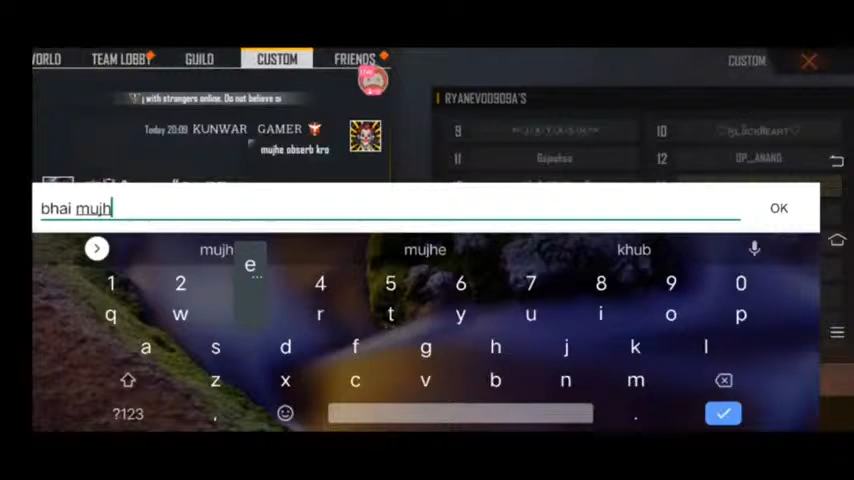 WORLD TEAM LOBBY GUILD CUSTOM FRIENDS CUSTOM
with strangers online. Do not believe
RYANEVO0909A'S
Today 20:09 KUNWAR GAMER
mujhe obserb kro
9 10 BLACKHEART
11 12 OP_ANAND
bhai mujh OK
mujh mujhe khub
e
1 2 4 5 6 7 8 9 0
q w r t y u i o p
a s d f g h j k l
z x c v b n m
?123 , .